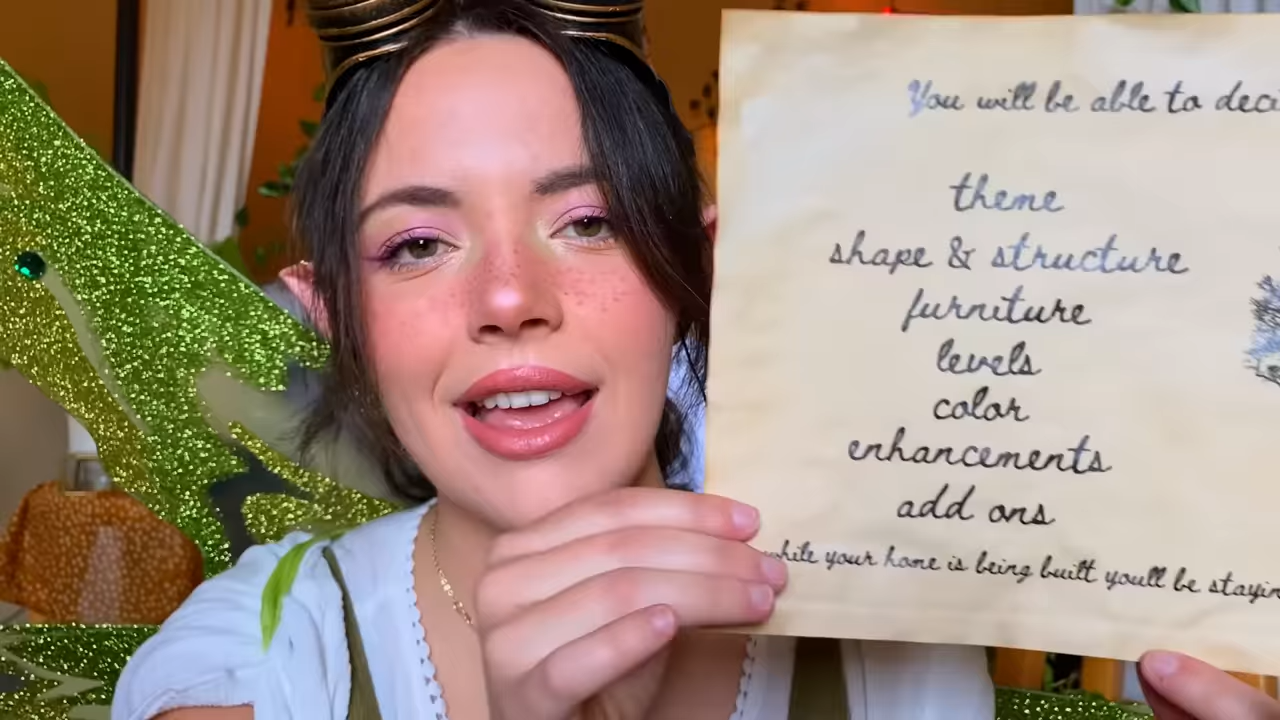 You will be able to deci
theme
shape & structure
furniture
levels
color
enhancements
add ons
while your home is being built youll be stayin